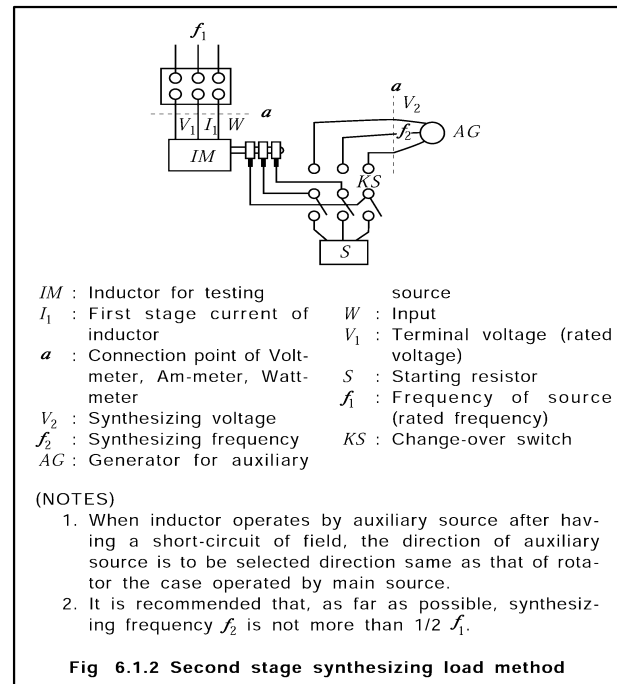 f1
a
V1 I1 W
IM
a
V2
f2
AG
KS
S
IM : Inductor for testing
I1 : First stage current of
inductor
a : Connection point of Volt-
meter, Am-meter, Watt-
meter
V2 : Synthesizing voltage
f2 : Synthesizing frequency
AG : Generator for auxiliary
source
W : Input
V1 : Terminal voltage (rated
voltage)
S : Starting resistor
f1 : Frequency of source
(rated frequency)
KS : Change-over switch
(NOTES)
1. When inductor operates by auxiliary source after hav-
ing a short-circuit of field, the direction of auxiliary
source is to be selected direction same as that of rota-
tor the case operated by main source.
2. It is recommended that, as far as possible, synthesiz-
ing frequency f2 is not more than 1/2 f1.
Fig 6.1.2 Second stage synthesizing load method